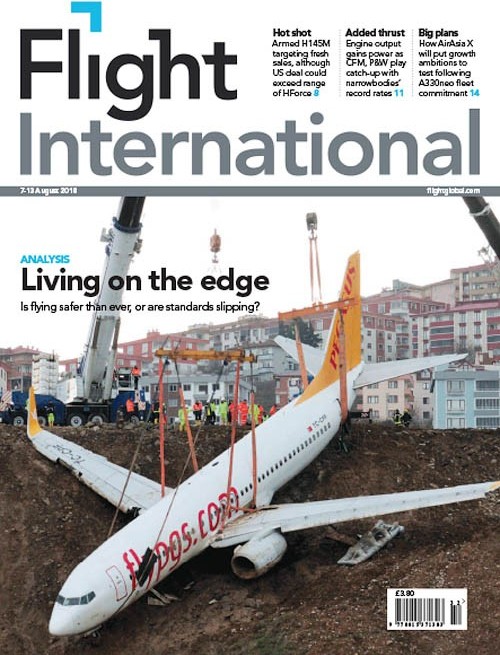 Flight
International
Hot shot
Armed H145M
targeting fresh
sales, although
US deal could
exceed range
of HForce 8
Added thrust
Engine output
gains power as
CFM, P&W play
catch-up with
narrowbodies'
record rates 11
Big plans
How AirAsia X
will put growth
ambitions to
test following
A330neo fleet
commitment 14
7-13 August 2018
flightglobal.com
ANALYSIS
Living on the edge
Is flying safer than ever, or are standards slipping?
PEGASUS
TC-CPF
flypgs.com
£3.80